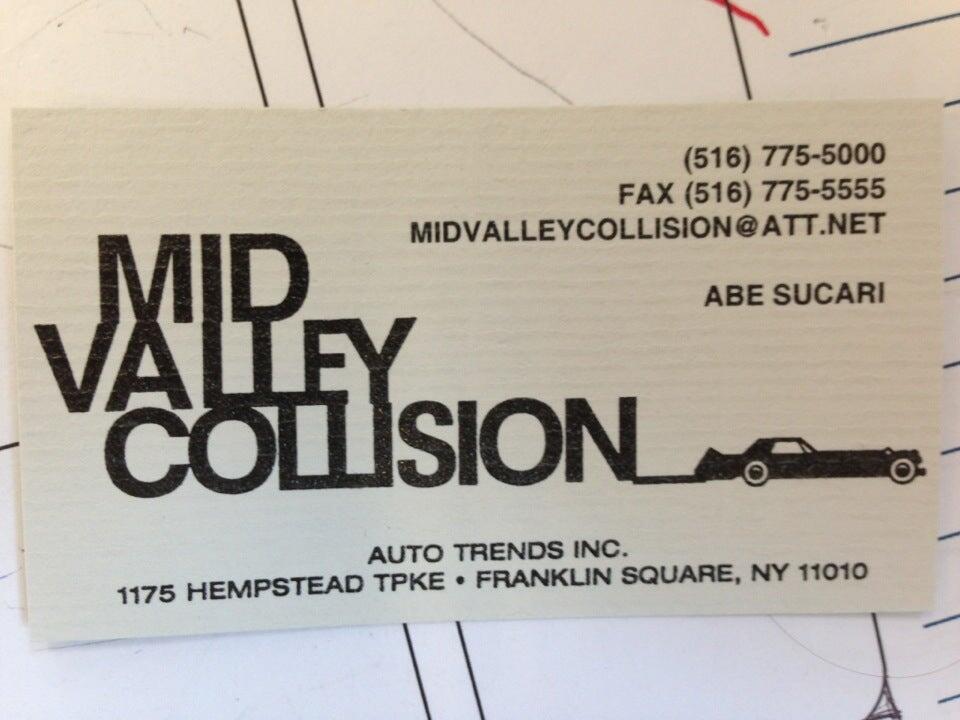 (516) 775-5000
FAX (516) 775-5555
MIDVALLEYCOLLISION@ATT.NET
ABE SUCARI
MID
VALLEY
COLLISION
AUTO TRENDS INC.
1175 HEMPSTEAD TPKE • FRANKLIN SQUARE, NY 11010